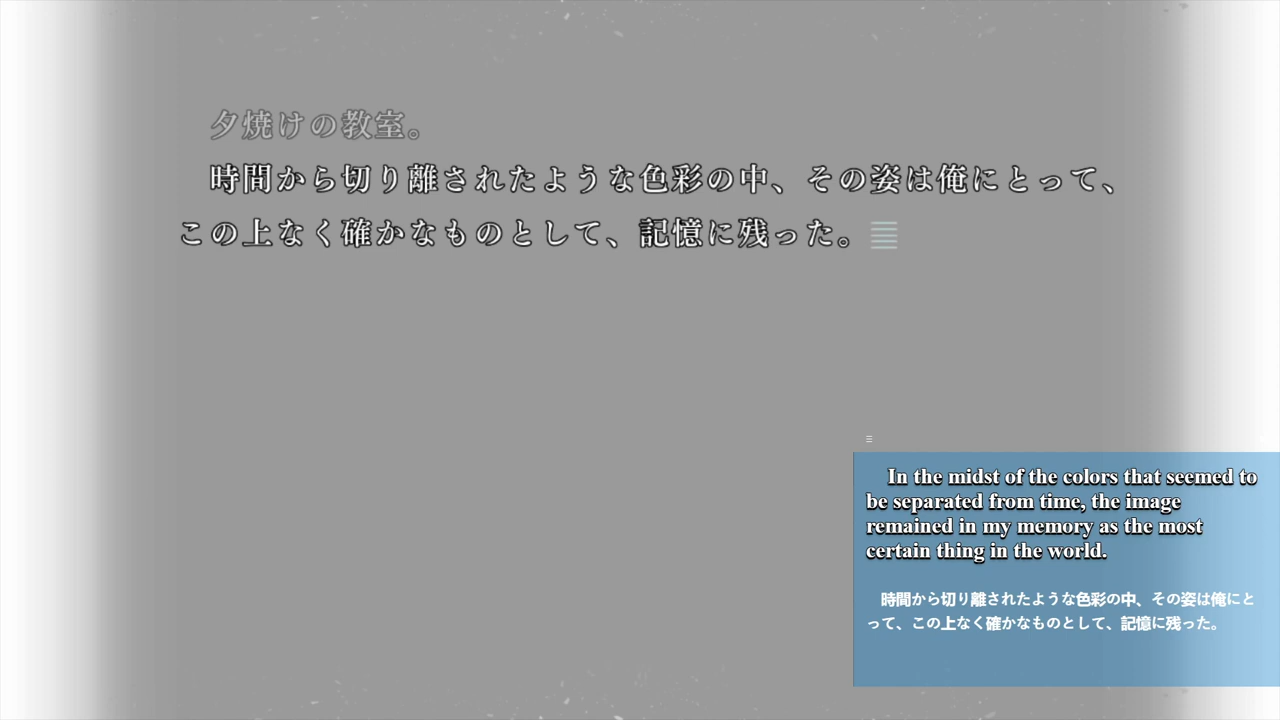 夕焼けの教室。
時間から切り離されたような色彩の中、その姿は俺にとって、
この上なく確かなものとして、記憶に残った。
In the midst of the colors that seemed to
be separated from time, the image
remained in my memory as the most
certain thing in the world.
時間から切り離されたような色彩の中、その姿は俺にと
って、この上なく確かなものとして、記憶に残った。